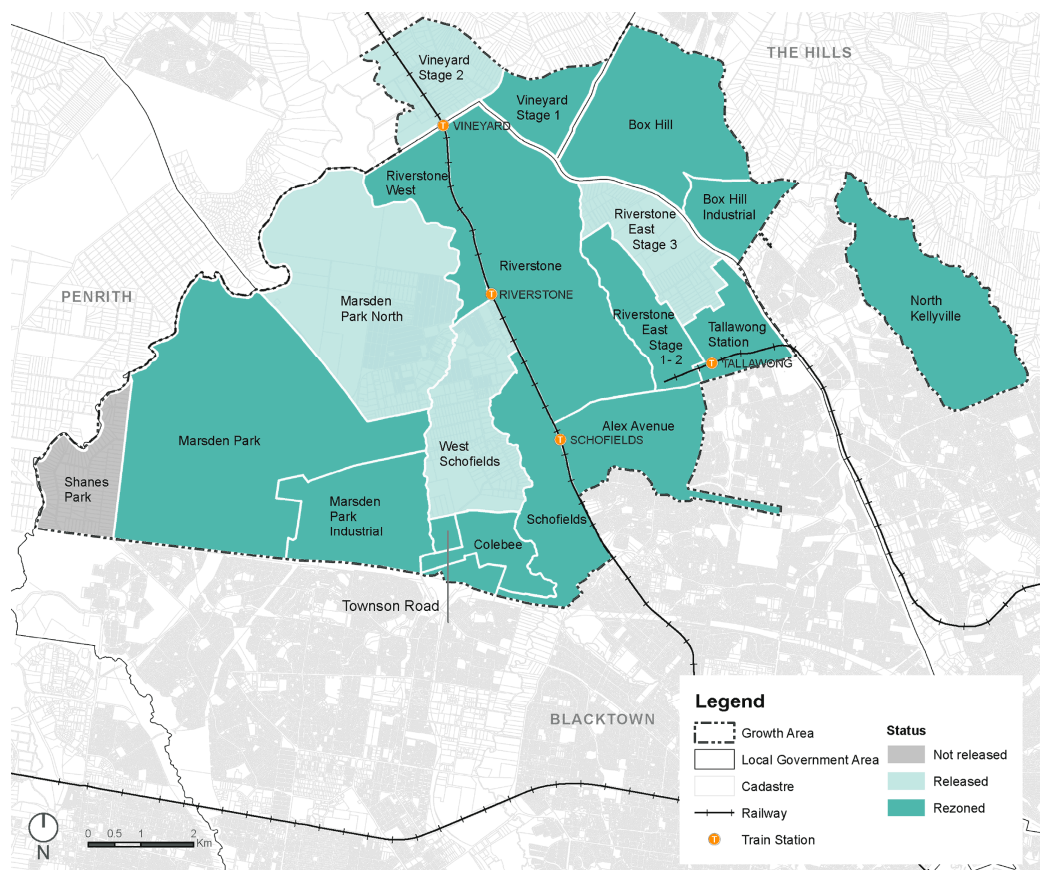 THE HILLS
Vineyard
Stage 2
Vineyard
Stage 1
T VINEYARD
Box Hill
Riverstone
West
Box Hill
Industrial
Riverstone
East
Stage 3
Riverstone
PENRITH
T RIVERSTONE
Marsden
Park North
North
Kellyville
Riverstone
East
Stage
1- 2
Tallawong
Station
T TALLAWONG
Marsden Park
Alex Avenue
T SCHOFIELDS
West
Schofields
Shanes
Park
Marsden
Park
Industrial
Schofields
Colebee
Townson Road
BLACKTOWN
Legend
Growth Area
Local Government Area
Cadastre
Railway
T Train Station
Status
Not released
Released
Rezoned
N
0 0.5 1 2
Km